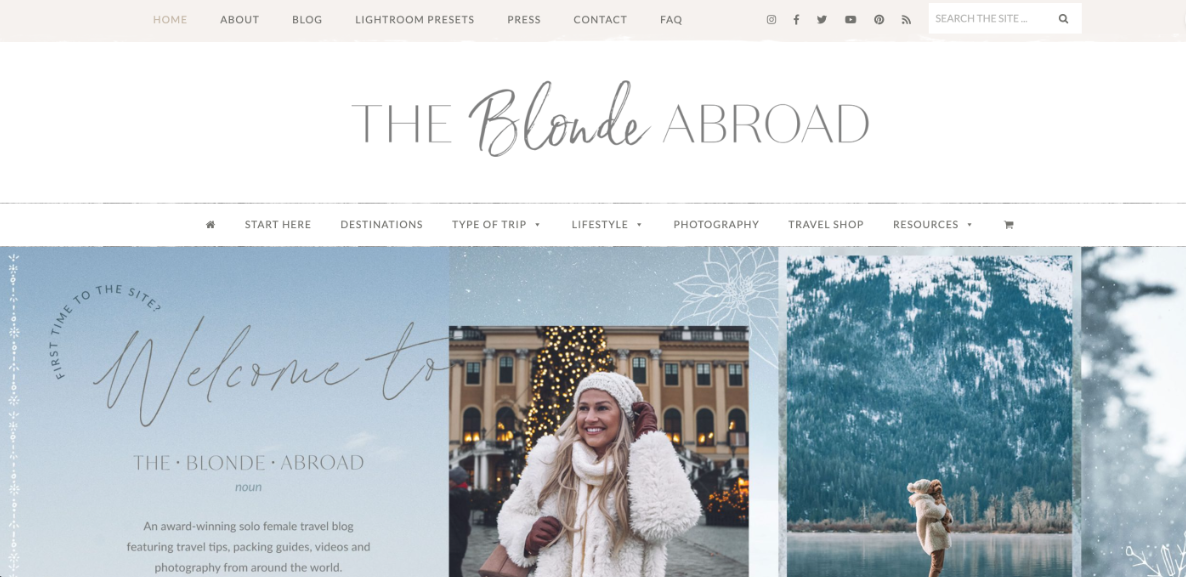 HOME ABOUT BLOG LIGHTROOM PRESETS PRESS CONTACT FAQ SEARCH THE SITE ...
THE Blonde ABROAD
START HERE DESTINATIONS TYPE OF TRIP LIFESTYLE PHOTOGRAPHY TRAVEL SHOP RESOURCES
FIRST TIME TO THE SITE?
Welcome to
THE • BLONDE • ABROAD
noun
An award-winning solo female travel blog
featuring travel tips, packing guides, videos and
photography from around the world.